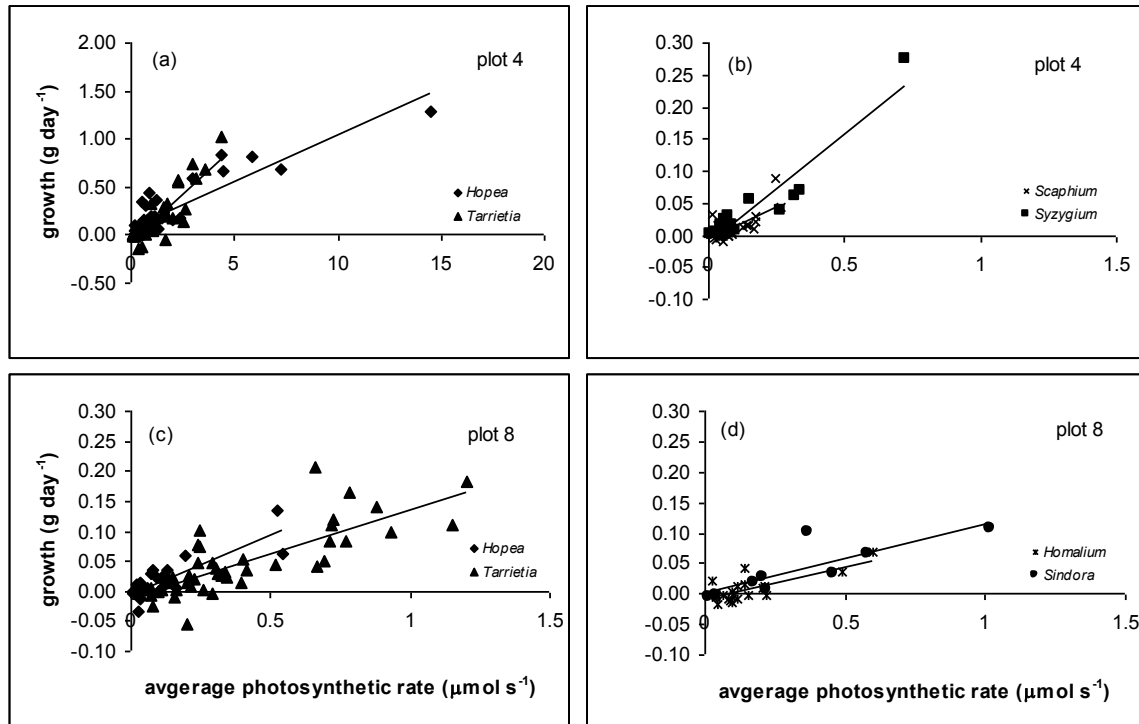 growth (g day⁻¹)
2.00
1.50
1.00
0.50
0.00
-0.50
0
5
10
15
20
(a)
plot 4
Hopea
Tarrietia
0.30
0.25
0.20
0.15
0.10
0.05
0.00
-0.05
-0.10
0
0.5
1
1.5
(b)
plot 4
Scaphium
Syzygium
growth (g day⁻¹)
0.30
0.25
0.20
0.15
0.10
0.05
0.00
-0.05
-0.10
0
0.5
1
1.5
(c)
plot 8
Hopea
Tarrietia
avgerage photosynthetic rate (μmol s⁻¹)
0.30
0.25
0.20
0.15
0.10
0.05
0.00
-0.05
-0.10
0
0.5
1
1.5
(d)
plot 8
Homalium
Sindora
avgerage photosynthetic rate (μmol s⁻¹)